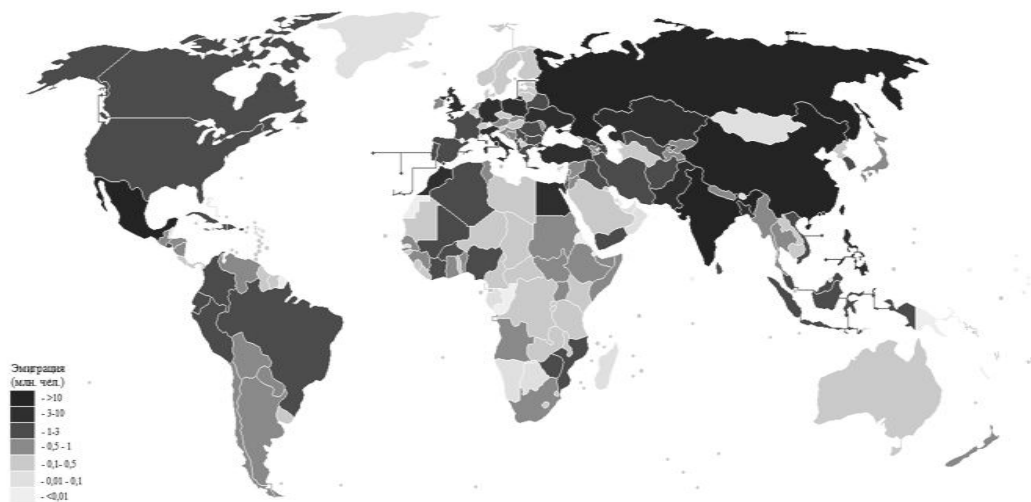 Эмиграция
(млн. чел.)
- >10
- 3-10
- 1-3
- 0,5 - 1
- 0,1- 0,5
- 0,01 - 0,1
- <0,01